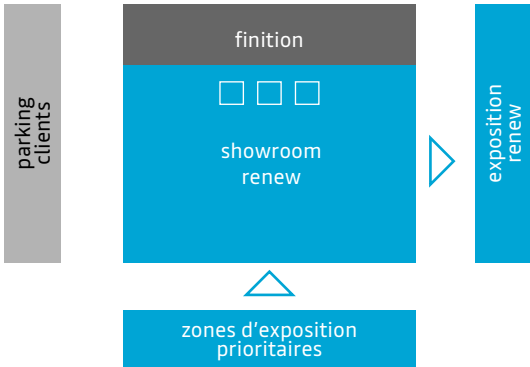 finition
parking
clients
showroom
renew
exposition
renew
zones d'exposition
prioritaires